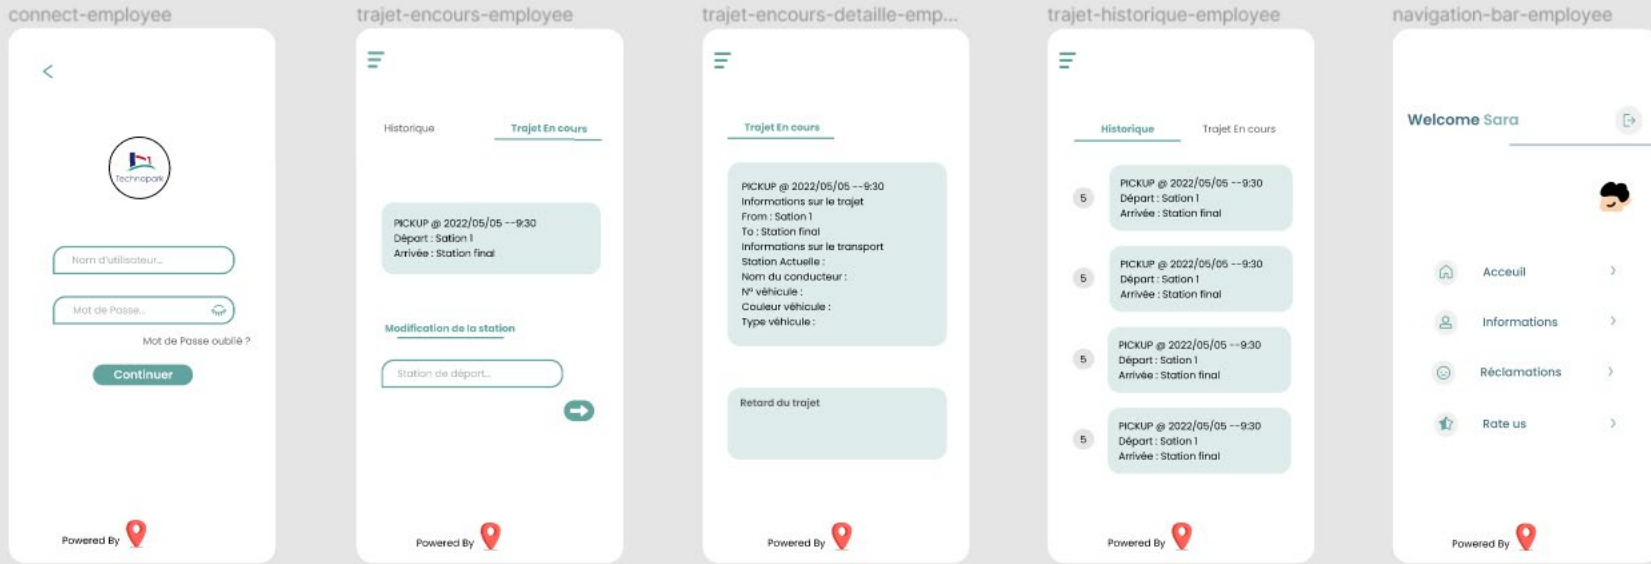 connect-employee
Technopark
Nom d'utilisateur...
Mot de Passe...
Mot de Passe oublié ?
Continuer
Powered By
trajet-encours-employee
Historique
Trajet En cours
PICKUP @ 2022/05/05 --9:30
Départ : Sation 1
Arrivée : Station final
Modification de la station
Station de départ...
Powered By
trajet-encours-detaille-emp...
Trajet En cours
PICKUP @ 2022/05/05 --9:30
Informations sur le trajet
From : Sation 1
To : Station final
Informations sur le transport
Station Actuelle :
Nom du conducteur :
N° véhicule :
Couleur véhicule :
Type véhicule :
Retard du trajet
Powered By
trajet-historique-employee
Historique
Trajet En cours
5
PICKUP @ 2022/05/05 --9:30
Départ : Sation 1
Arrivée : Station final
5
PICKUP @ 2022/05/05 --9:30
Départ : Sation 1
Arrivée : Station final
5
PICKUP @ 2022/05/05 --9:30
Départ : Sation 1
Arrivée : Station final
5
PICKUP @ 2022/05/05 --9:30
Départ : Sation 1
Arrivée : Station final
Powered By
navigation-bar-employee
Welcome Sara
Acceuil
Informations
Réclamations
Rate us
Powered By